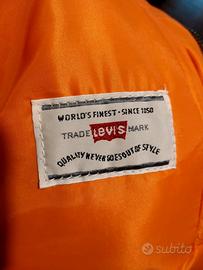 WORLD'S FINEST · SINCE 1850
TRADE LEVI'S MARK
QUALITY NEVER GOES OUT OF STYLE
subito